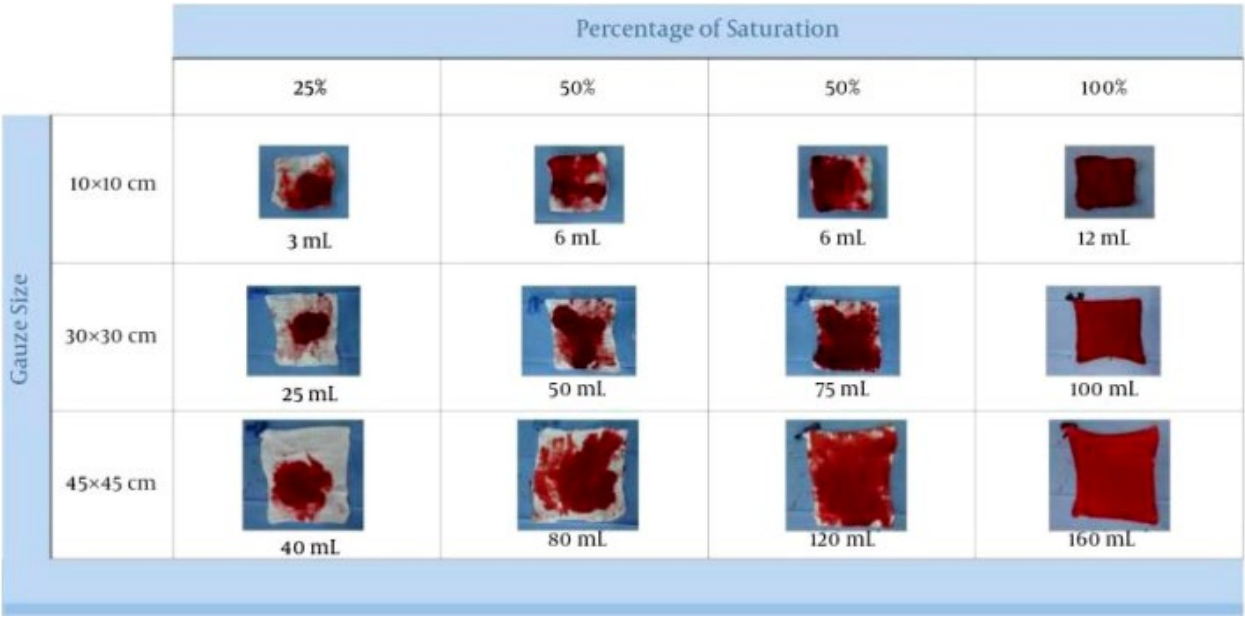 Percentage of Saturation
25% 50% 50% 100%
Gauze Size
10×10 cm
3 mL 6 mL 6 mL 12 mL
30×30 cm
25 mL 50 mL 75 mL 100 mL
45×45 cm
40 mL 80 mL 120 mL 160 mL